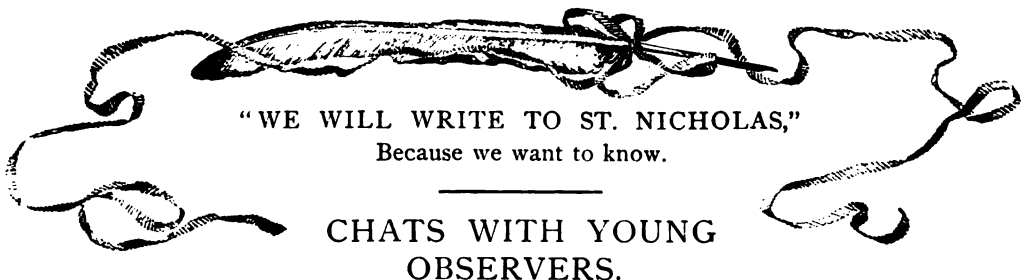 “WE WILL WRITE TO ST. NICHOLAS,”
Because we want to know.
CHATS WITH YOUNG
OBSERVERS.